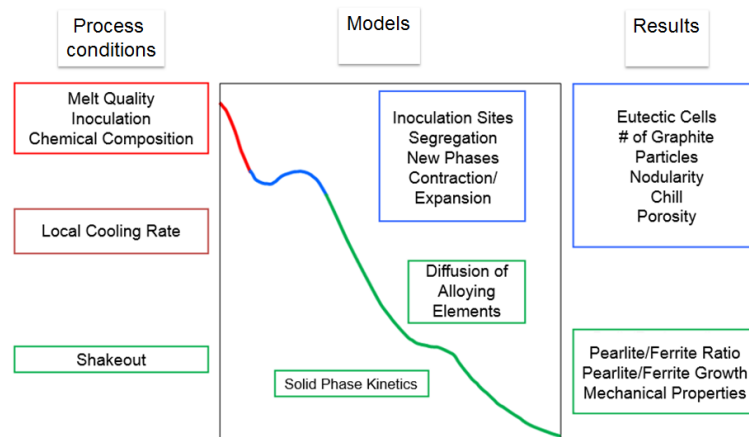 Process
conditions
Models
Results
Melt Quality
Inoculation
Chemical Composition
Local Cooling Rate
Shakeout
Inoculation Sites
Segregation
New Phases
Contraction/
Expansion
Diffusion of
Alloying
Elements
Solid Phase Kinetics
Eutectic Cells
# of Graphite
Particles
Nodularity
Chill
Porosity
Pearlite/Ferrite Ratio
Pearlite/Ferrite Growth
Mechanical Properties